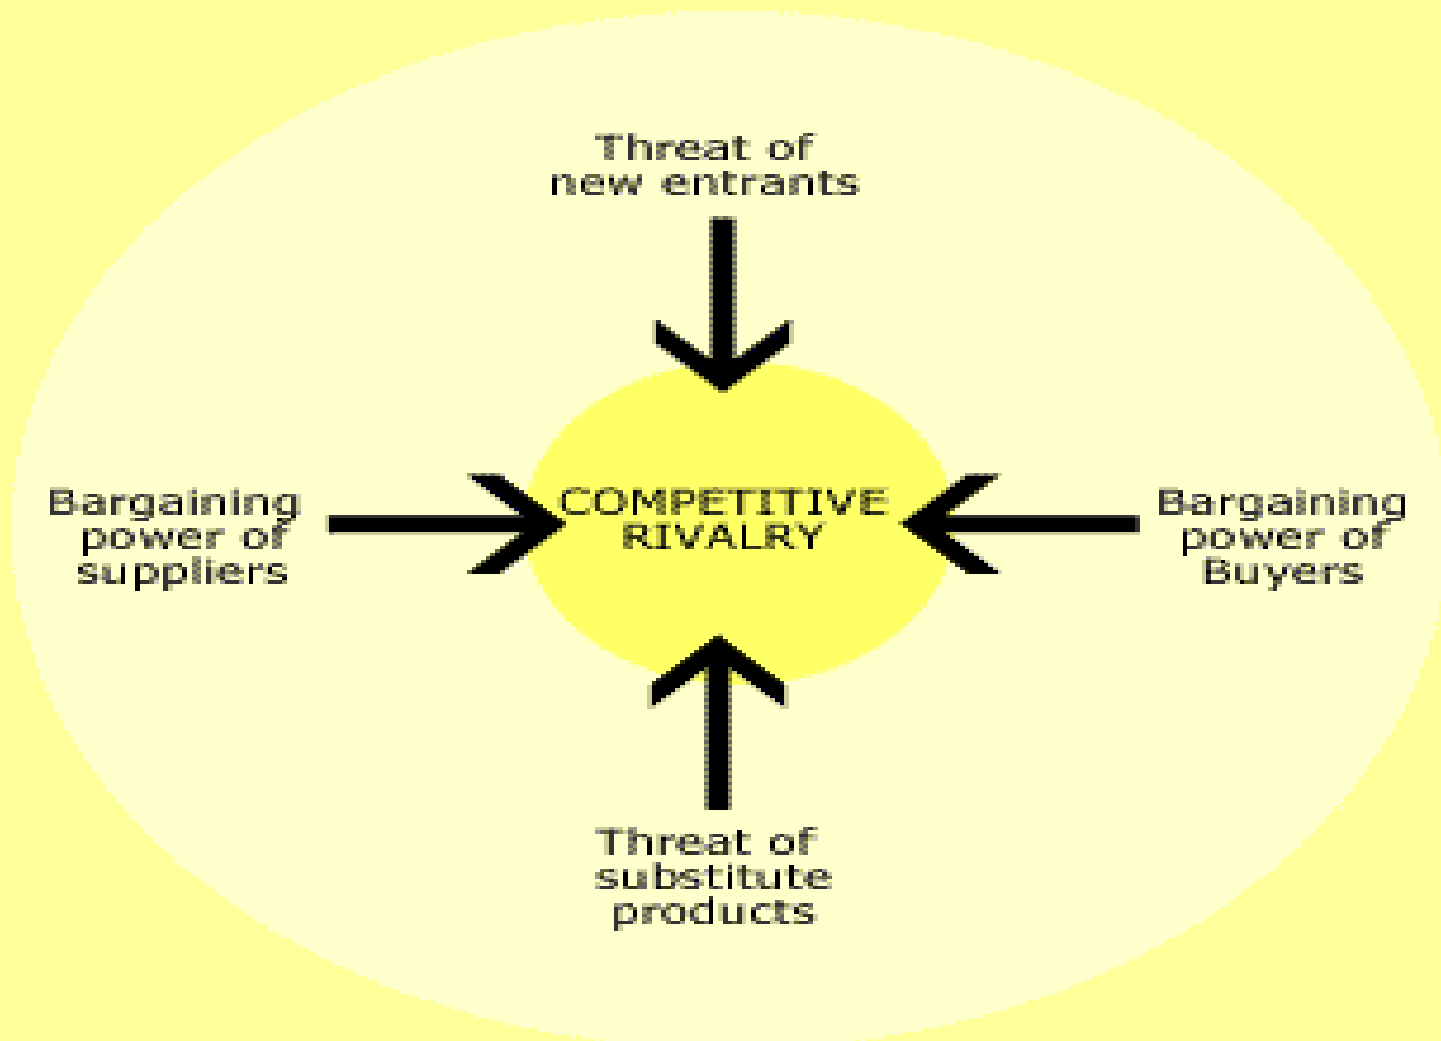 Threat of
new entrants
Bargaining
power of
suppliers
COMPETITIVE
RIVALRY
Bargaining
power of
Buyers
Threat of
substitute
products